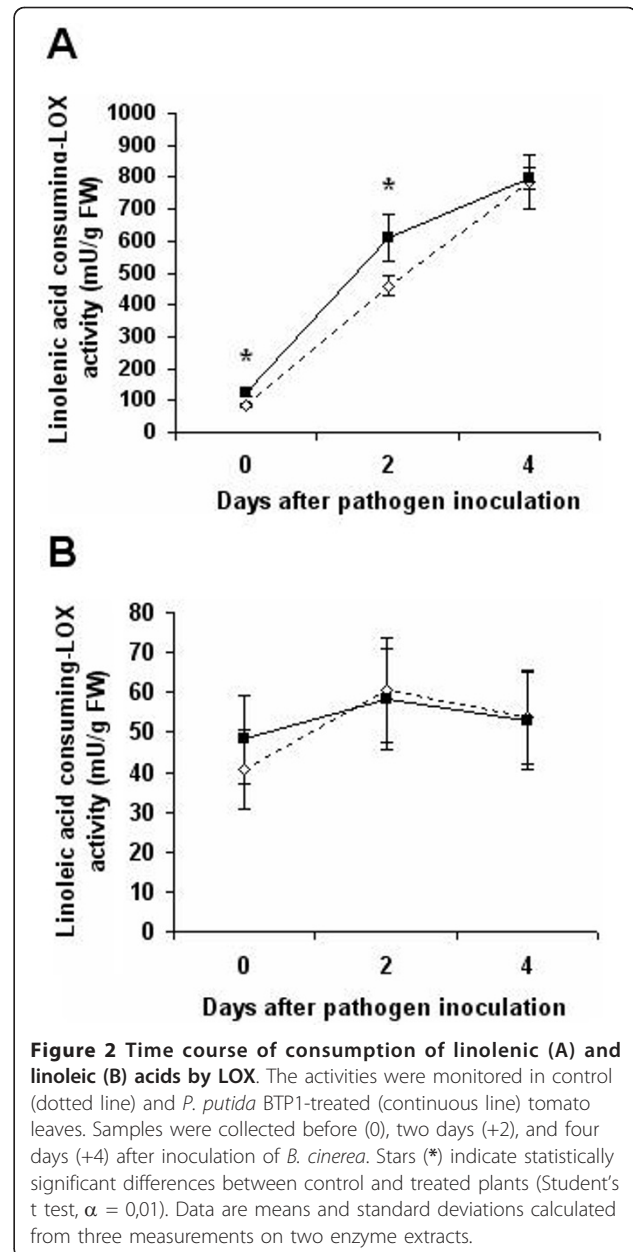 A
Linolenic acid consuming-LOX
activity (mU/g FW)
1000
900
800
700
600
500
400
300
200
100
0
*
*
0 2 4
Days after pathogen inoculation
B
Linoleic acid consuming-LOX
activity (mU/g FW)
80
70
60
50
40
30
20
10
0
0 2 4
Days after pathogen inoculation
Figure 2 Time course of consumption of linolenic (A) and
linoleic (B) acids by LOX. The activities were monitored in control
(dotted line) and P. putida BTP1-treated (continuous line) tomato
leaves. Samples were collected before (0), two days (+2), and four
days (+4) after inoculation of B. cinerea. Stars (*) indicate statistically
significant differences between control and treated plants (Student's
t test, α = 0,01). Data are means and standard deviations calculated
from three measurements on two enzyme extracts.